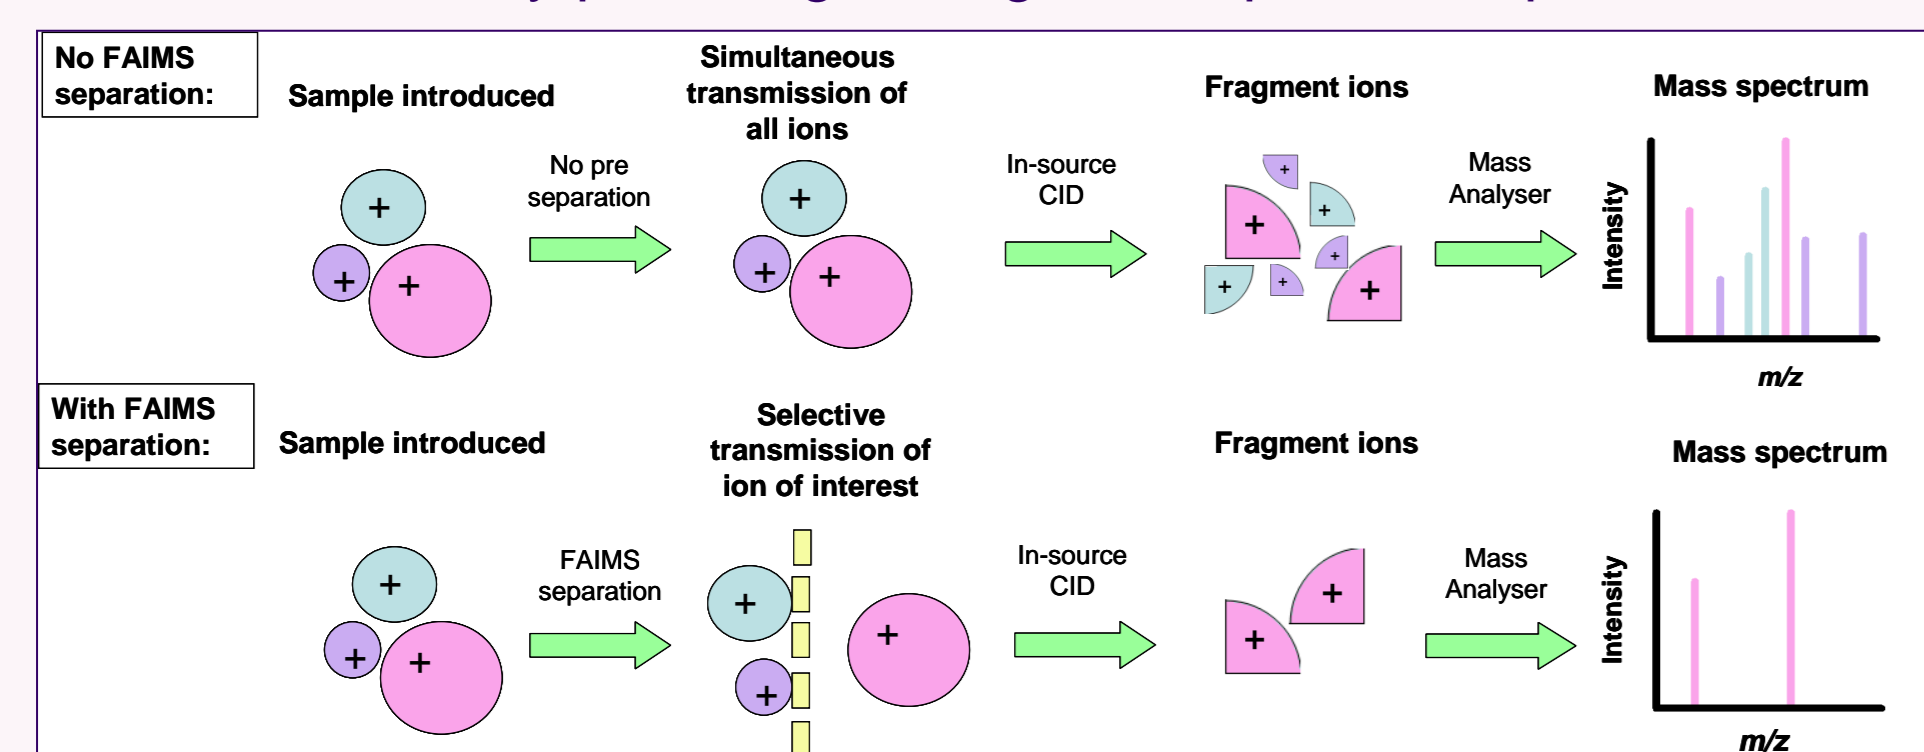 No FAIMS
separation:
Sample introduced
Simultaneous
transmission of
all ions
Fragment ions
Mass spectrum
No pre
separation
In-source
CID
Mass
Analyser
+
+
+
+
+
+
+
+
+
+
+
+
+
Intensity
m/z
With FAIMS
separation:
Sample introduced
Selective
transmission of
ion of interest
Fragment ions
Mass spectrum
FAIMS
separation
In-source
CID
Mass
Analyser
+
+
+
+
+
+
+
+
Intensity
m/z